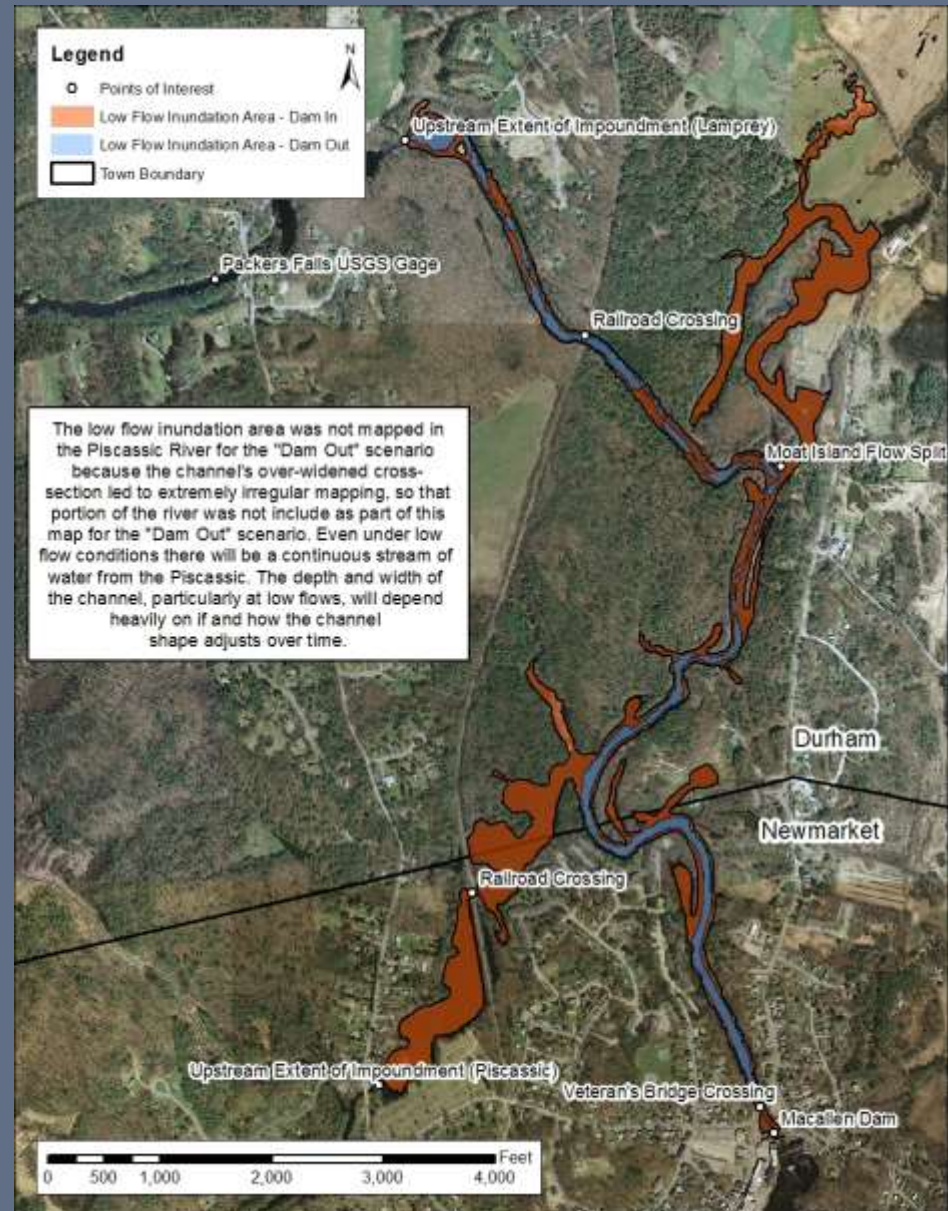 Legend
N
Points of Interest
Low Flow Inundation Area - Dam In
Low Flow Inundation Area - Dam Out
Town Boundary
Upstream Extent of Impoundment (Lamprey)
Packers Falls USGS Gage
Railroad Crossing
The low flow inundation area was not mapped in
the Piscassic River for the "Dam Out" scenario
because the channel's over-widened cross-
section led to extremely irregular mapping, so that
portion of the river was not include as part of this
map for the "Dam Out" scenario. Even under low
flow conditions there will be a continuous stream of
water from the Piscassic. The depth and width of
the channel, particularly at low flows, will depend
heavily on if and how the channel
shape adjusts over time.
Moat Island Flow Split
Durham
Newmarket
Railroad Crossing
Upstream Extent of Impoundment (Piscassic)
Veteran's Bridge Crossing
Macallen Dam
Feet
0 500 1,000 2,000 3,000 4,000